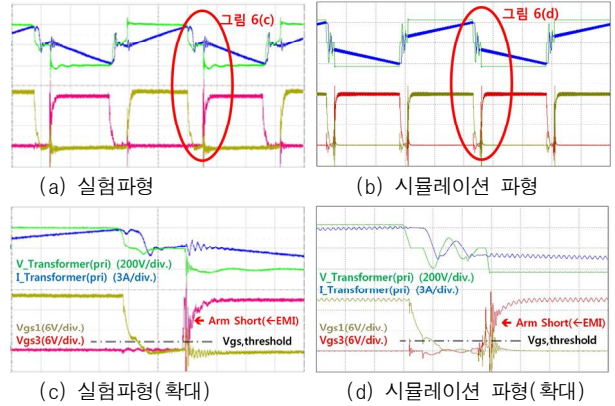 그림 6(c)
그림 6(d)
(a) 실험파형
(b) 시뮬레이션 파형
V_Transformer(pri) (200V/div.)
I_Transformer(pri) (3A/div.)
Vgs1(6V/div.)
Vgs3(6V/div.)
Arm Short(←EMI)
Vgs,threshold
V_Transformer(pri) (200V/div.)
I_Transformer(pri) (3A/div.)
Vgs1(6V/div.)
Vgs3(6V/div.)
Arm Short(←EMI)
Vgs,threshold
(c) 실험파형(확대)
(d) 시뮬레이션 파형(확대)